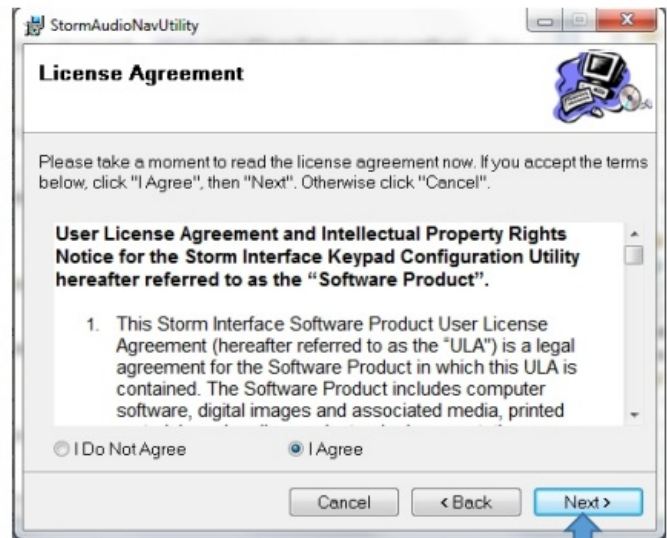 StormAudioNavUtility
License Agreement
Please take a moment to read the license agreement now. If you accept the terms
below, click "I Agree", then "Next". Otherwise click "Cancel".
User License Agreement and Intellectual Property Rights
Notice for the Storm Interface Keypad Configuration Utility
hereafter referred to as the “Software Product”.
1. This Storm Interface Software Product User License
Agreement (hereafter referred to as the “ULA”) is a legal
agreement for the Software Product in which this ULA is
contained. The Software Product includes computer
software, digital images and associated media, printed
I Do Not Agree I Agree
Cancel < Back Next >